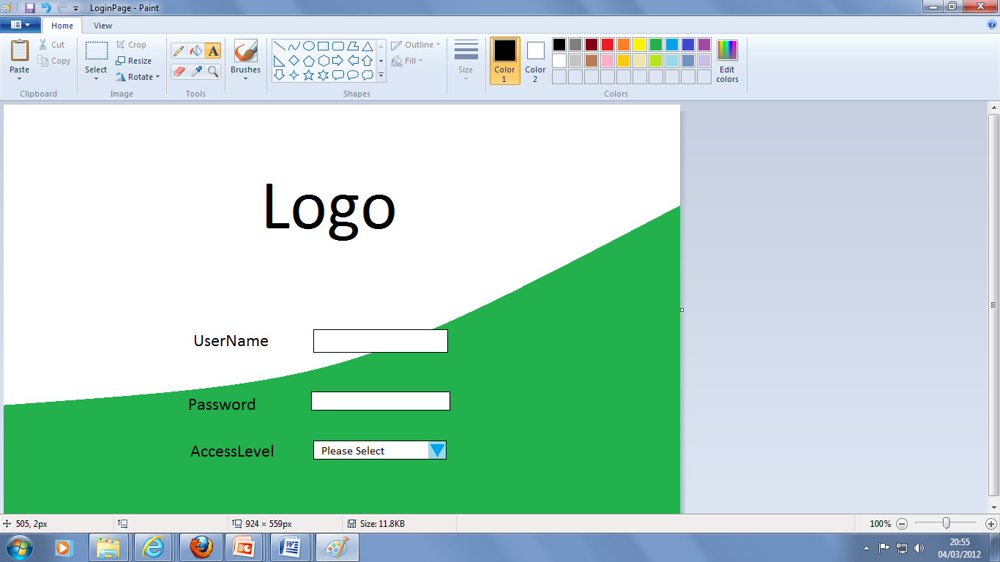 LoginPage - Paint
Home View
Paste
Cut
Copy
Clipboard
Select
Crop
Resize
Rotate
Image
A
Tools
Brushes
Shapes
Outline
Fill
Size
Color 1
Color 2
Edit colors
Colors
Logo
UserName
Password
AccessLevel Please Select
505, 2px 924 × 559px Size: 11.8KB 100%
20:55
04/03/2012